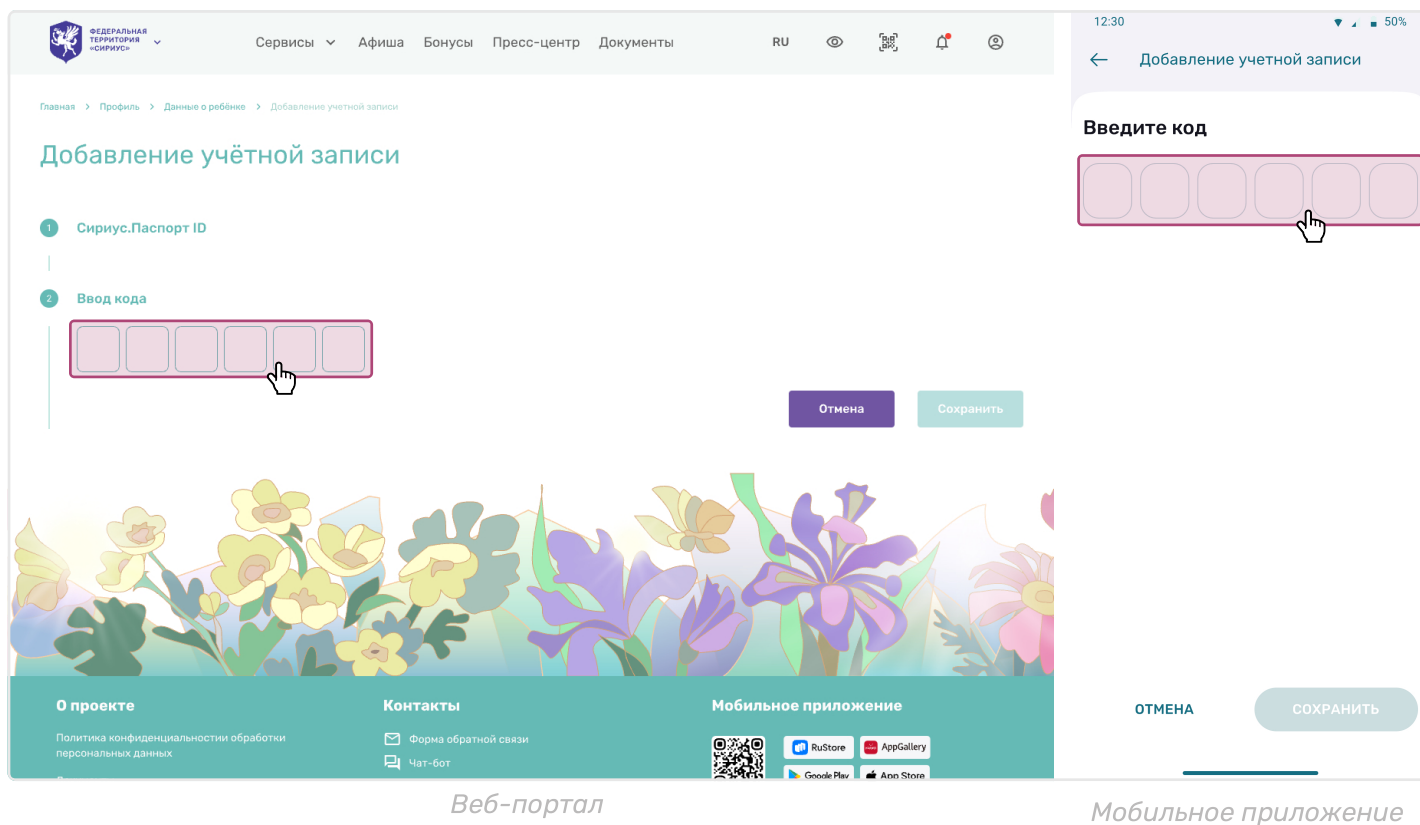 ФЕДЕРАЛЬНАЯ
ТЕРРИТОРИЯ
«СИРИУС»
Сервисы Афиша Бонусы Пресс-центр Документы RU
Главная > Профиль > Данные о ребёнке > Добавление учетной записи
Добавление учётной записи
1 Сириус.Паспорт ID
2 Ввод кода
Отмена Сохранить
О проекте
Политика конфиденциальностии обработки
персональных данных
Контакты
Форма обратной связи
Чат-бот
Мобильное приложение
RuStore AppGallery
Google Play App Store
Веб-портал
12:30 50%
Добавление учетной записи
Введите код
ОТМЕНА СОХРАНИТЬ
Мобильное приложение